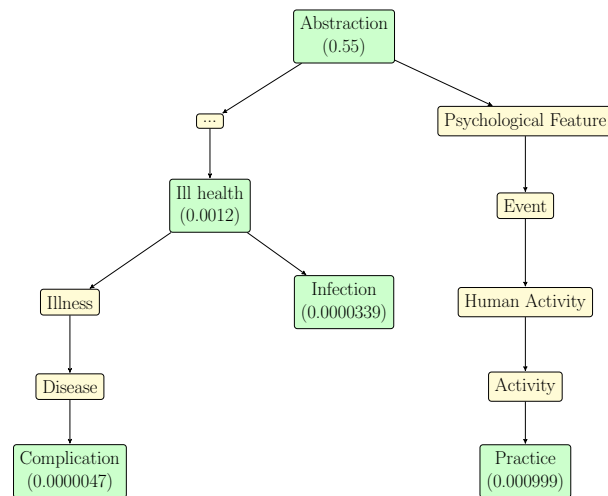 Abstraction
(0.55)
...
Psychological Feature
Ill health
(0.0012)
Event
Illness
Infection
(0.0000339)
Human Activity
Disease
Activity
Complication
(0.0000047)
Practice
(0.000999)